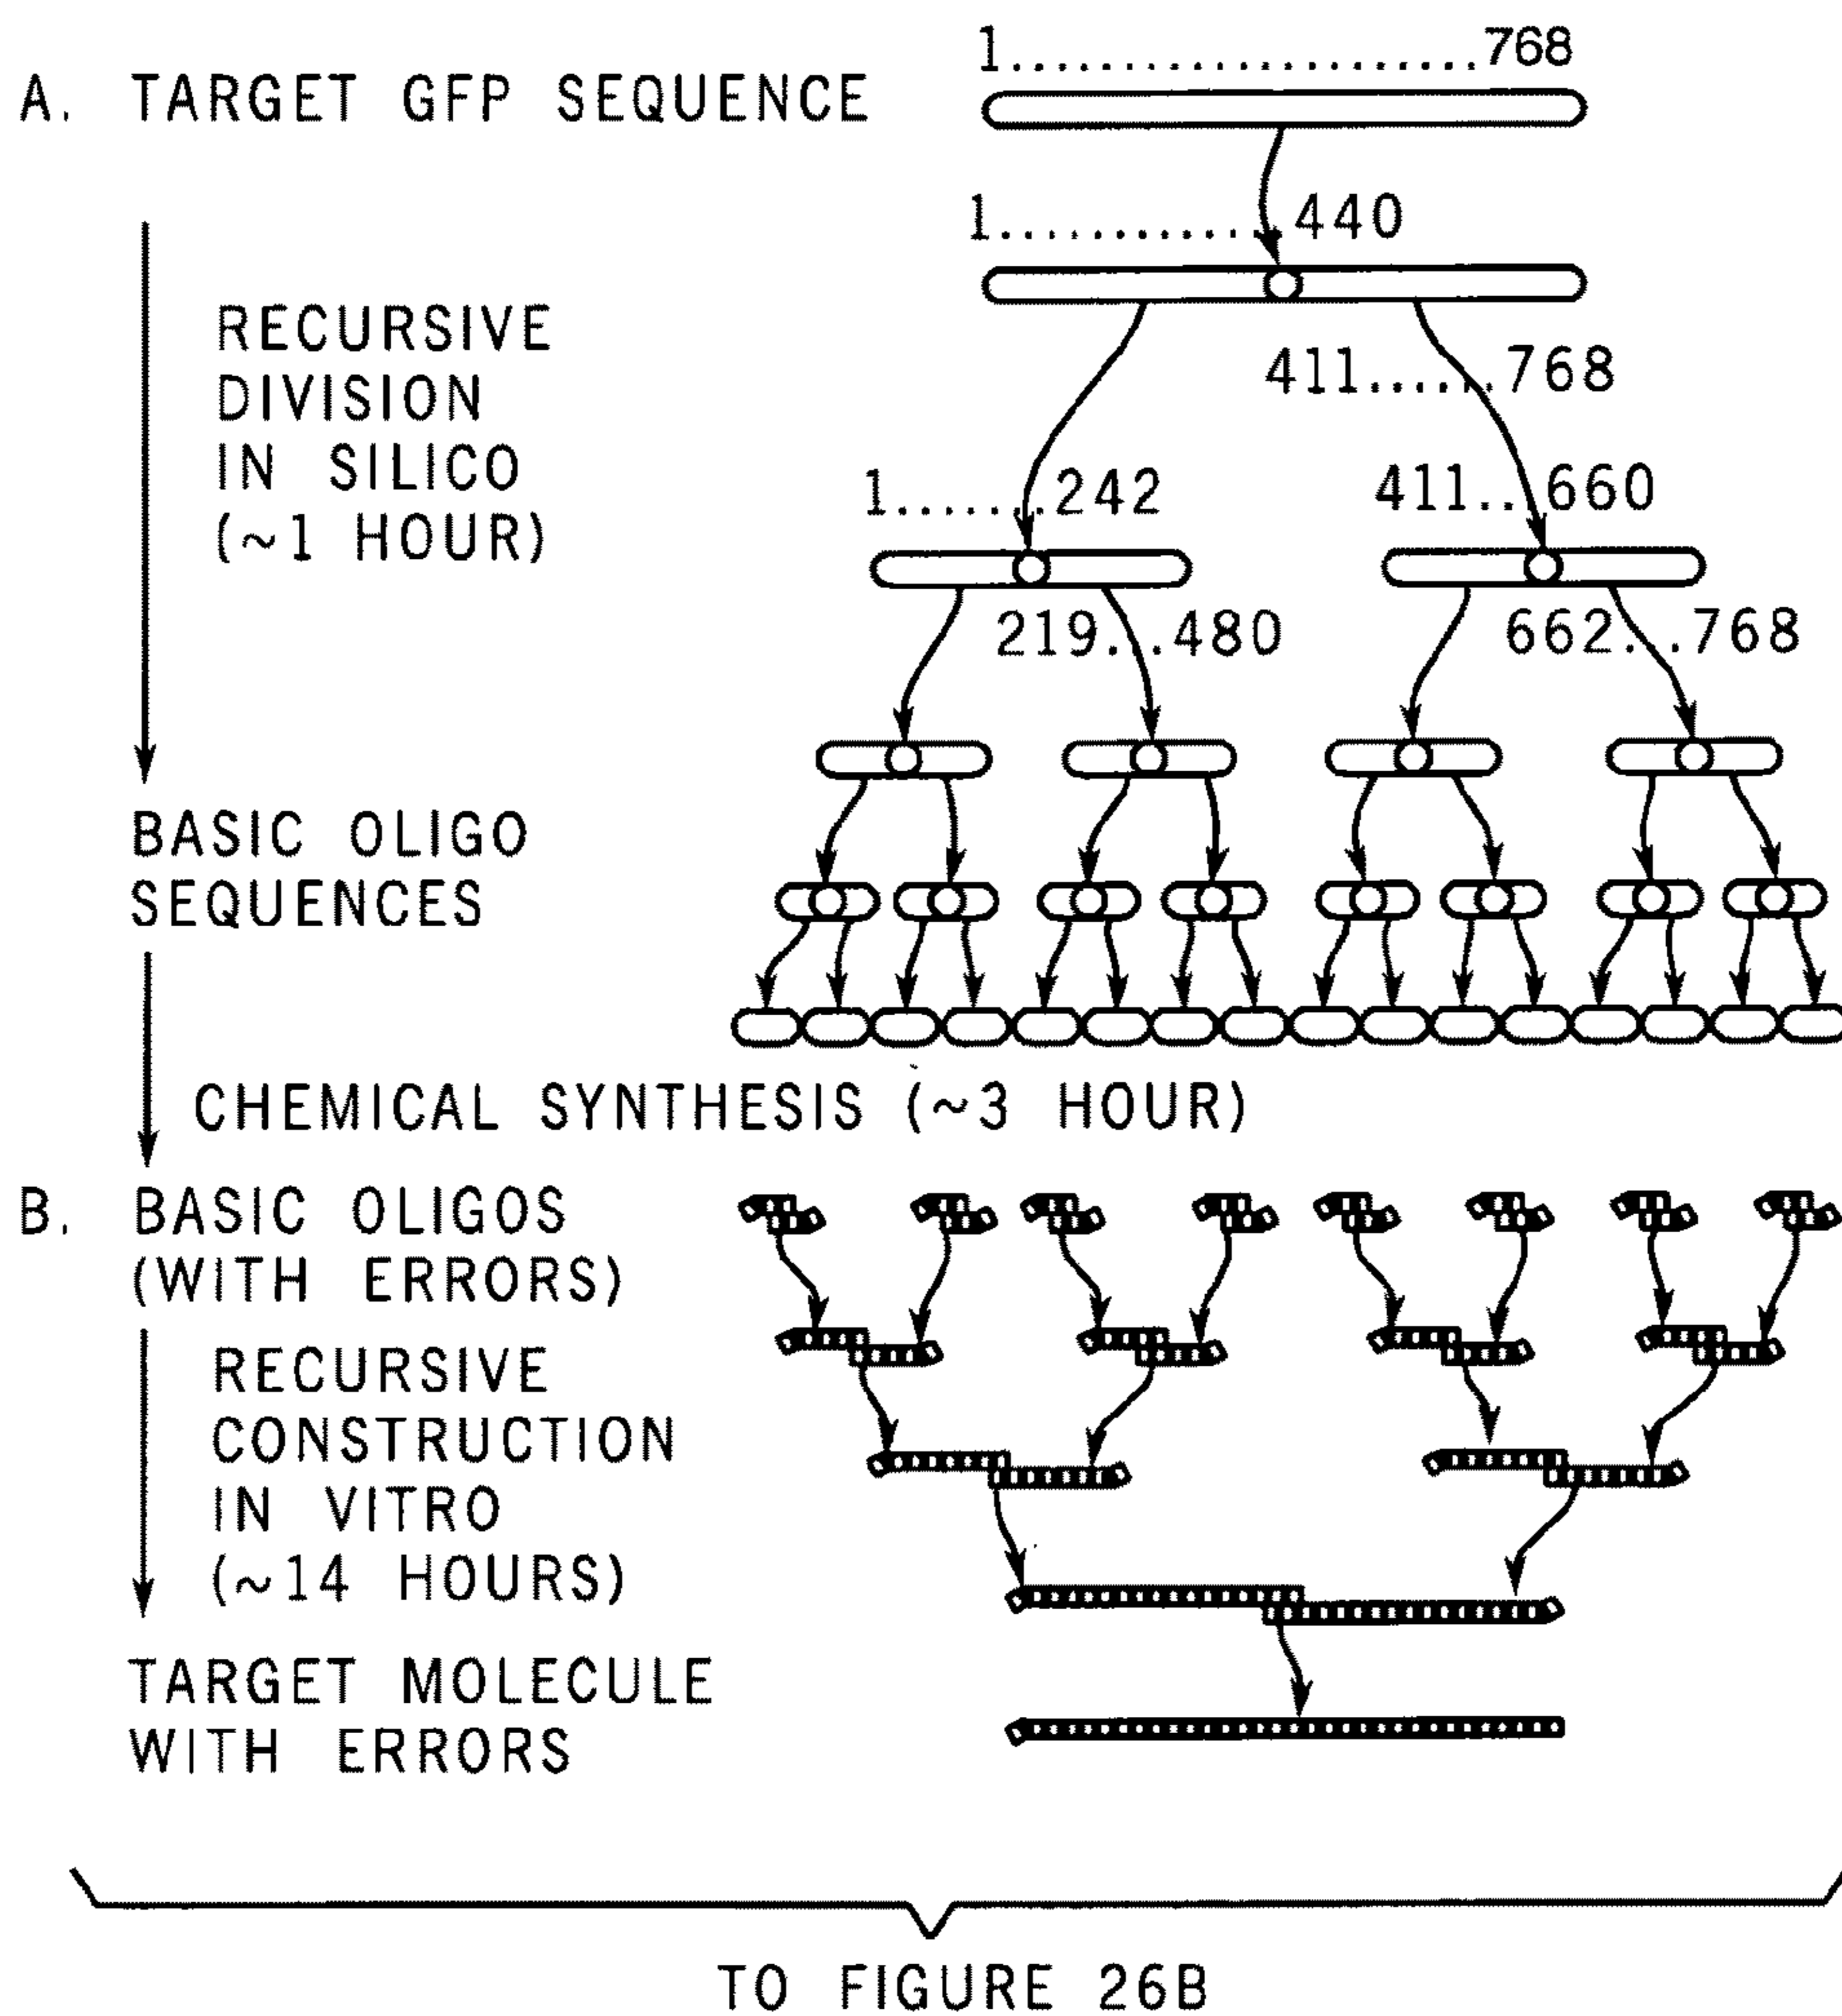 1........................768
A. TARGET GFP SEQUENCE
1..............440
RECURSIVE
DIVISION
IN SILICO
(~1 HOUR)
411......768
1.......242
411...660
219...480
662...768
BASIC OLIGO
SEQUENCES
CHEMICAL SYNTHESIS (~3 HOUR)
B. BASIC OLIGOS
(WITH ERRORS)
RECURSIVE
CONSTRUCTION
IN VITRO
(~14 HOURS)
TARGET MOLECULE
WITH ERRORS
TO FIGURE 26B